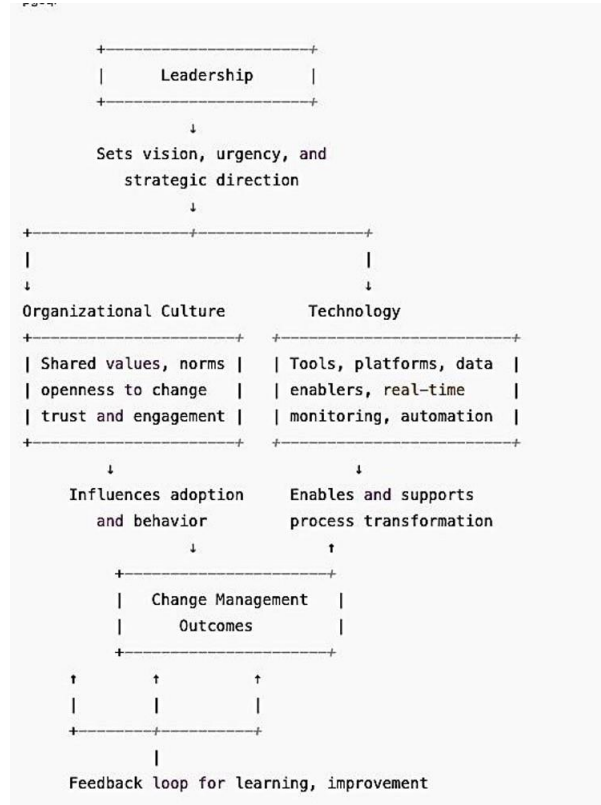 Leadership
Sets vision, urgency, and
strategic direction
Organizational Culture
Technology
Shared values, norms
openness to change
trust and engagement
Tools, platforms, data
enablers, real-time
monitoring, automation
Influences adoption
and behavior
Enables and supports
process transformation
Change Management
Outcomes
Feedback loop for learning, improvement